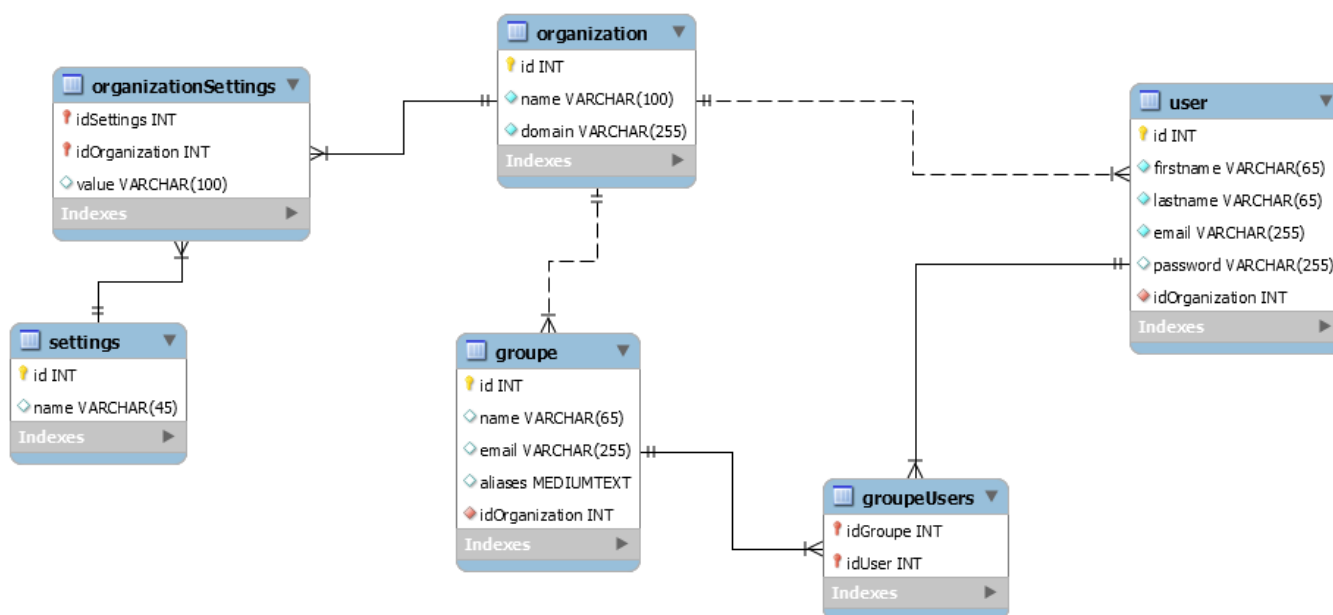 organization
id INT
name VARCHAR(100)
domain VARCHAR(255)
Indexes
organizationSettings
idSettings INT
idOrganization INT
value VARCHAR(100)
Indexes
user
id INT
firstname VARCHAR(65)
lastname VARCHAR(65)
email VARCHAR(255)
password VARCHAR(255)
idOrganization INT
Indexes
settings
id INT
name VARCHAR(45)
Indexes
groupe
id INT
name VARCHAR(65)
email VARCHAR(255)
aliases MEDIUMTEXT
idOrganization INT
Indexes
groupeUsers
idGroupe INT
idUser INT
Indexes